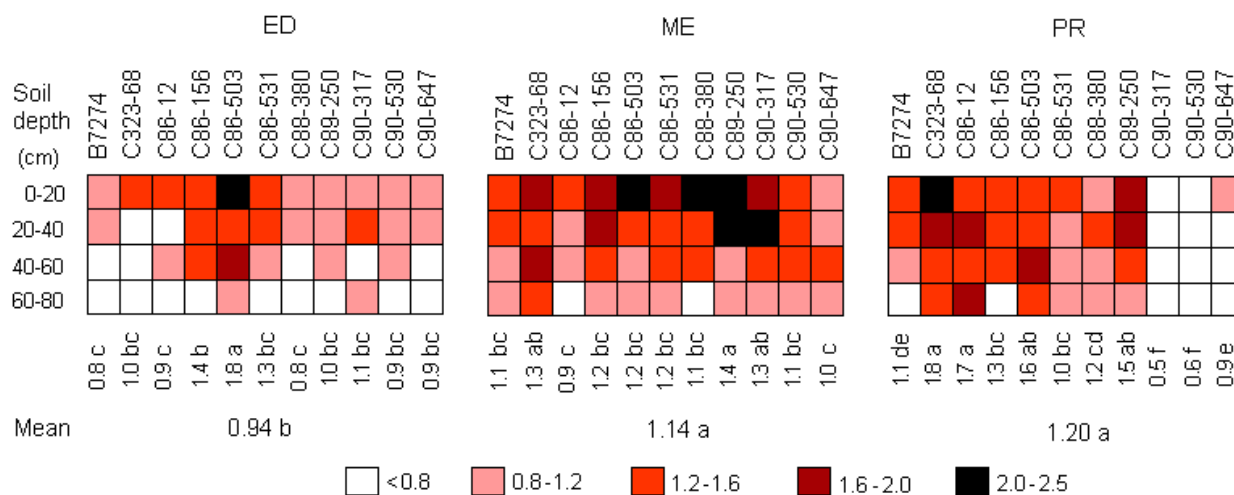 ED ME PR
Soil depth (cm)
B7274 C323-68 C86-12 C86-156 C86-503 C86-531 C88-380 C89-250 C90-317 C90-530 C90-647
B7274 C323-68 C86-12 C86-156 C86-503 C86-531 C88-380 C89-250 C90-317 C90-530 C90-647
B7274 C323-68 C86-12 C86-156 C86-503 C86-531 C88-380 C89-250 C90-317 C90-530 C90-647
0-20
20-40
40-60
60-80
0.8 c 1.0 bc 0.9 c 1.4 b 1.8 a 1.3 bc 0.8 c 1.0 bc 1.1 bc 0.9 bc 0.9 bc
1.1 bc 1.3 ab 0.9 c 1.2 bc 1.2 bc 1.2 bc 1.1 bc 1.4 a 1.3 ab 1.1 bc 1.0 c
1.1 de 1.8 a 1.7 a 1.3 bc 1.6 ab 1.0 bc 1.2 cd 1.5 ab 0.5 f 0.6 f 0.9 e
Mean 0.94 b 1.14 a 1.20 a
<0.8 0.8-1.2 1.2-1.6 1.6-2.0 2.0-2.5